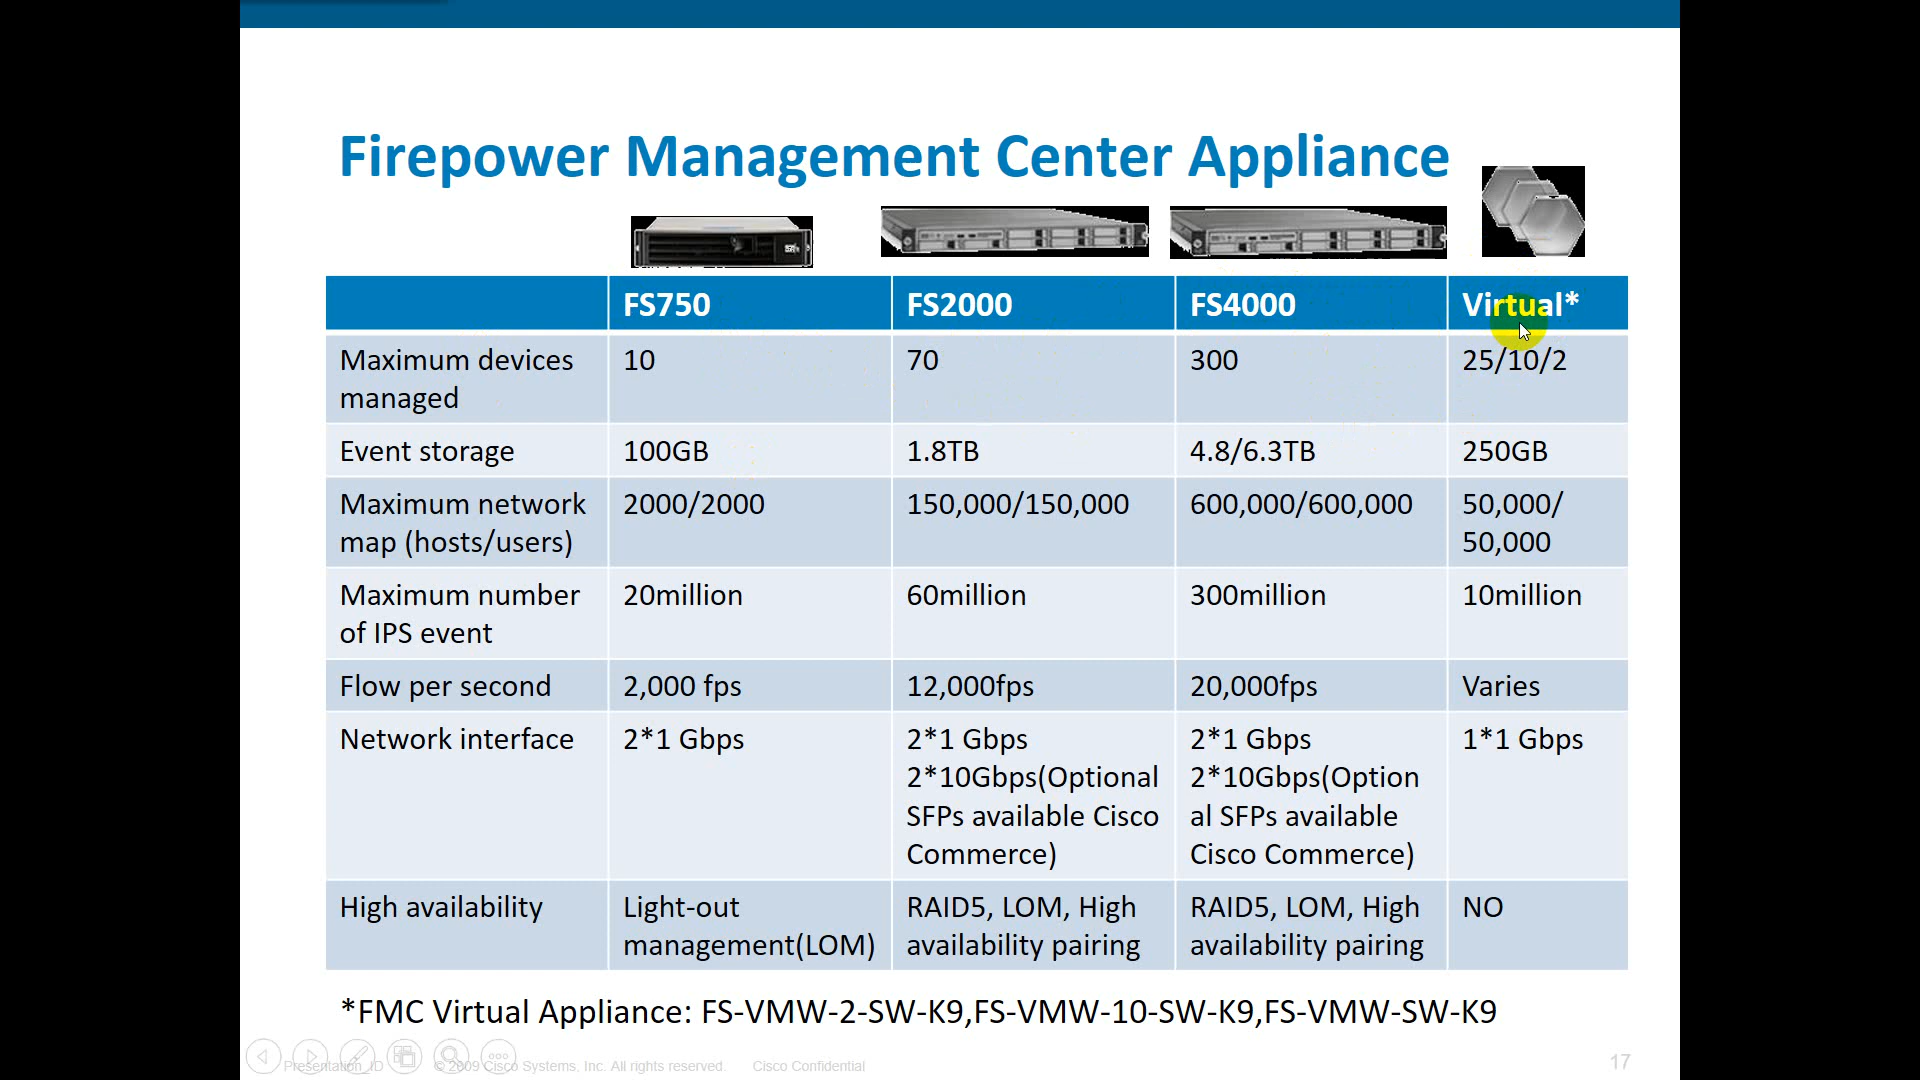 Firepower Management Center Appliance
FS750 FS2000 FS4000 Virtual*
Maximum devices managed 10 70 300 25/10/2
Event storage 100GB 1.8TB 4.8/6.3TB 250GB
Maximum network map (hosts/users) 2000/2000 150,000/150,000 600,000/600,000 50,000/ 50,000
Maximum number of IPS event 20million 60million 300million 10million
Flow per second 2,000 fps 12,000fps 20,000fps Varies
Network interface 2*1 Gbps 2*1 Gbps 2*10Gbps(Optional SFPs available Cisco Commerce) 2*1 Gbps 2*10Gbps(Option al SFPs available Cisco Commerce) 1*1 Gbps
High availability Light-out management(LOM) RAID5, LOM, High availability pairing RAID5, LOM, High availability pairing NO
*FMC Virtual Appliance: FS-VMW-2-SW-K9,FS-VMW-10-SW-K9,FS-VMW-SW-K9
Presentation_ID © 2009 Cisco Systems, Inc. All rights reserved. Cisco Confidential 17